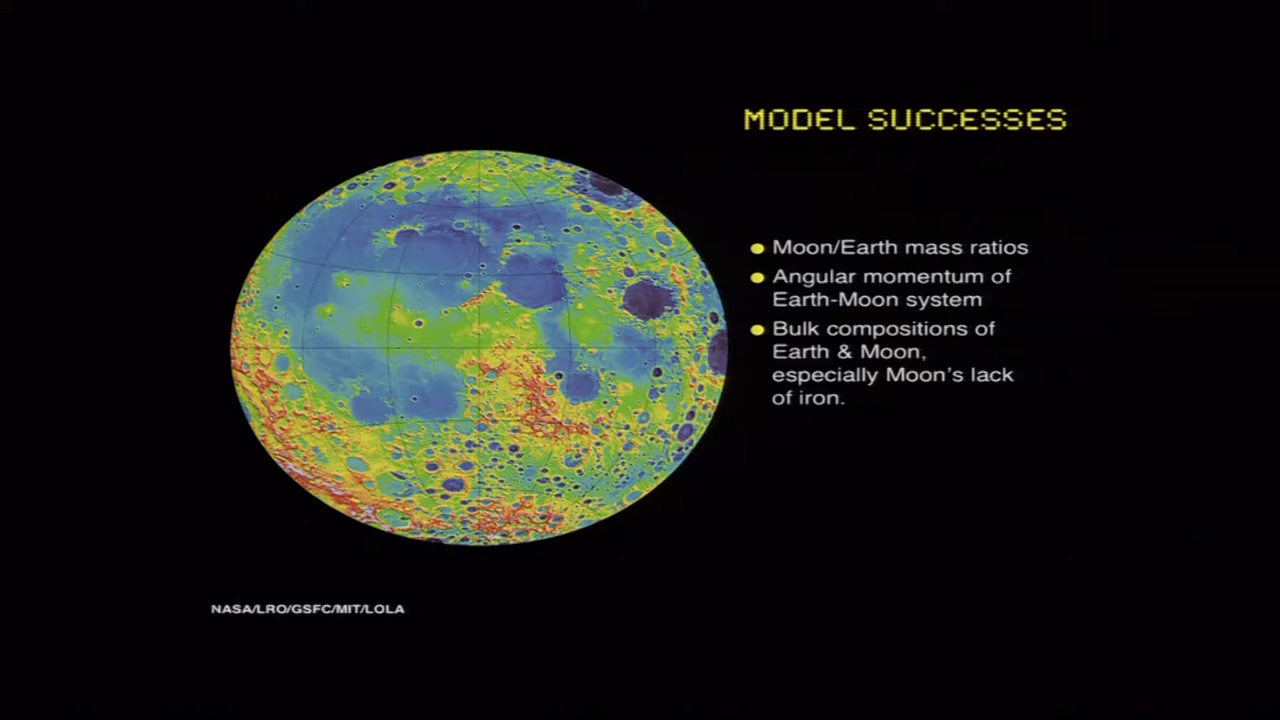 MODEL SUCCESSES
Moon/Earth mass ratios
Angular momentum of
Earth-Moon system
Bulk compositions of
Earth & Moon,
especially Moon's lack
of iron.
NASA/LRO/GSFC/MIT/LOLA